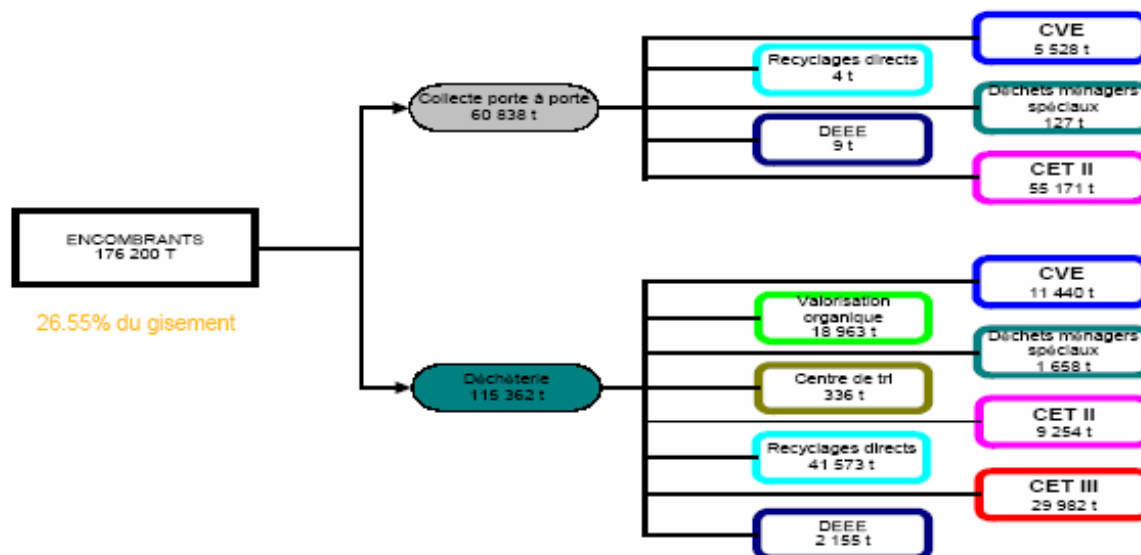 ENCOMBRANTS
176 200 T
26.55% du gisement
Collecte porte à porte
60 838 t
CVE
5 528 t
Recyclages directs
4 t
Déchets ménagers
spéciaux
127 t
DEEE
9 t
CET II
55 171 t
Déchèterie
115 362 t
CVE
11 440 t
Valorisation
organique
18 963 t
Déchets ménagers
spéciaux
1 658 t
Centre de tri
336 t
CET II
9 254 t
Recyclages directs
41 573 t
CET III
29 982 t
DEEE
2 155 t